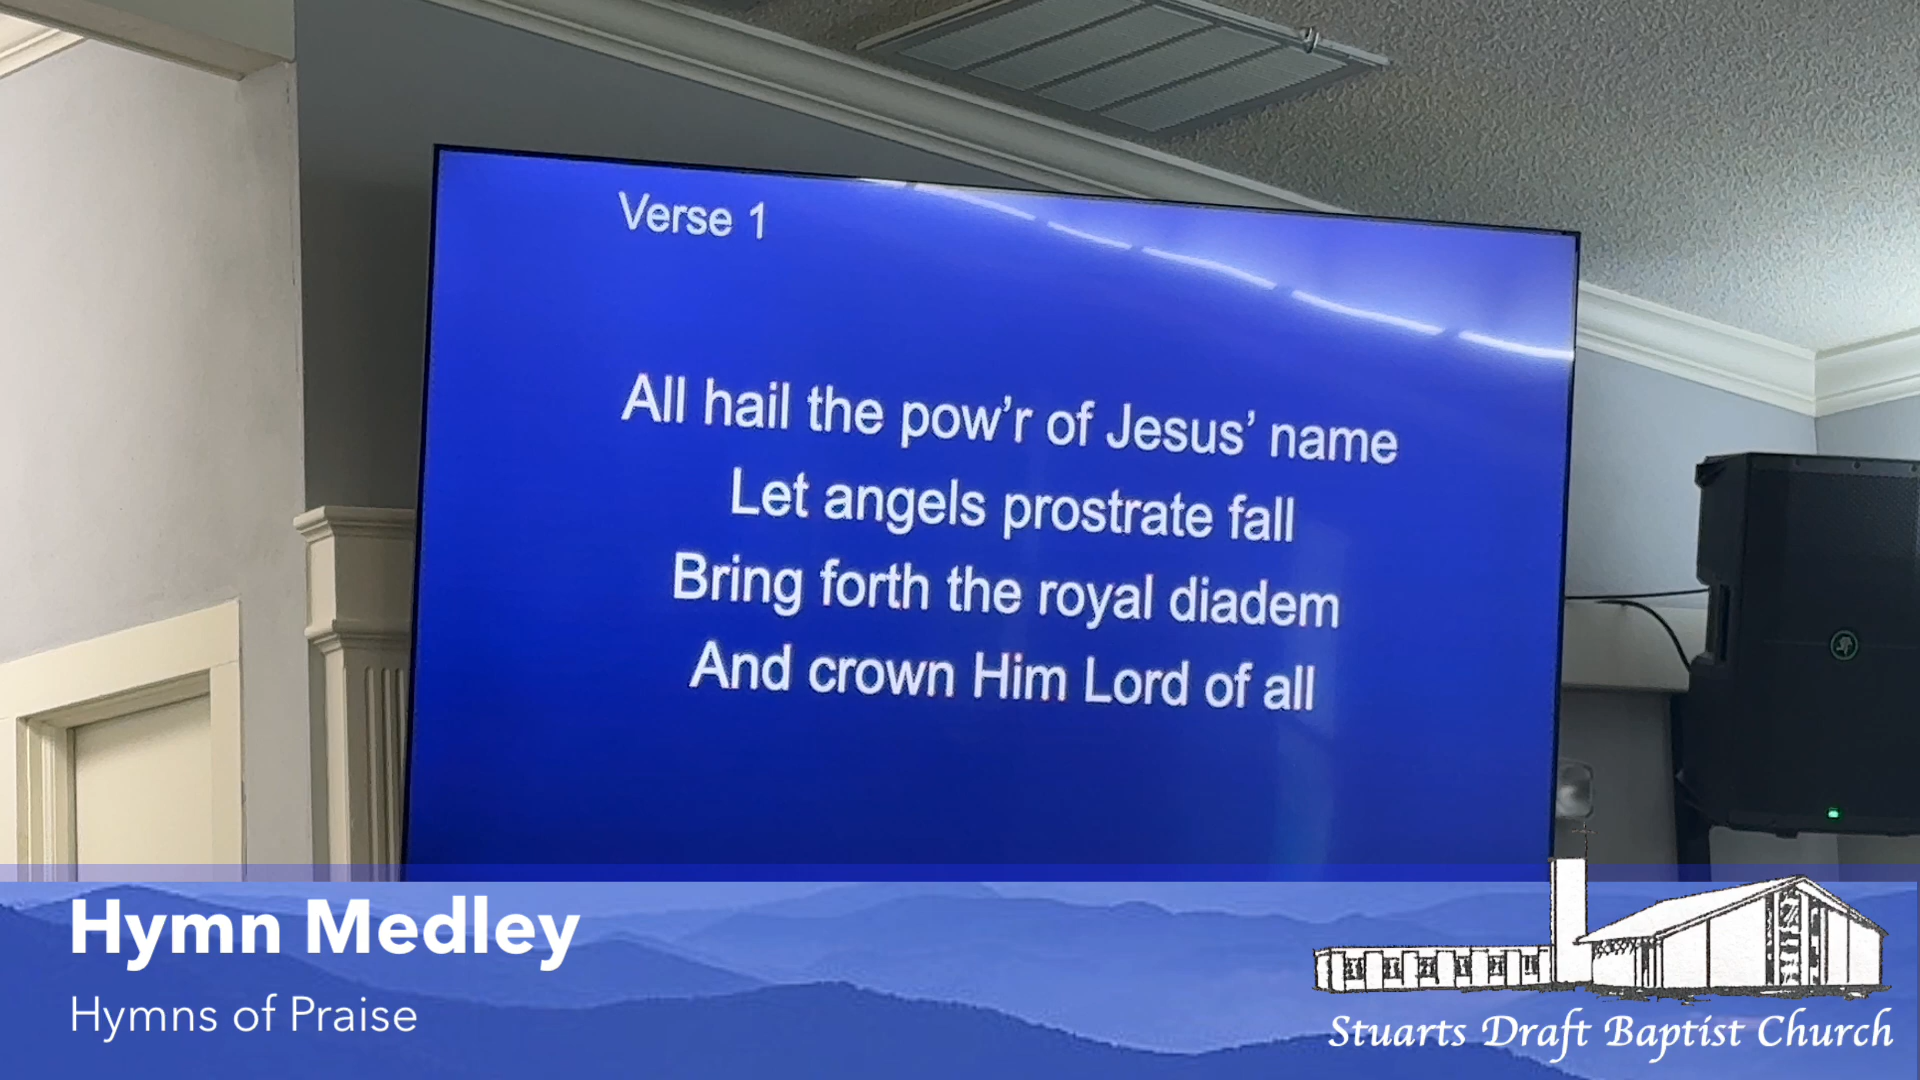 Verse 1
All hail the pow’r of Jesus’ name
Let angels prostrate fall
Bring forth the royal diadem
And crown Him Lord of all
Hymn Medley
Hymns of Praise
Stuarts Draft Baptist Church